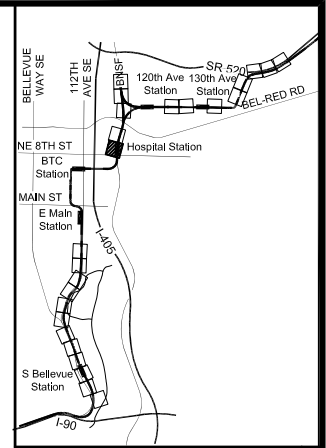 BELLEVUE
WAY SE
112TH
AVE SE
BNSF
SR 520
120th Ave
Station
130th Ave
Station
BEL-RED RD
NE 8TH ST
Hospital Station
BTC
Station
MAIN ST
E Main
Station
I-405
S Bellevue
Station
I-90